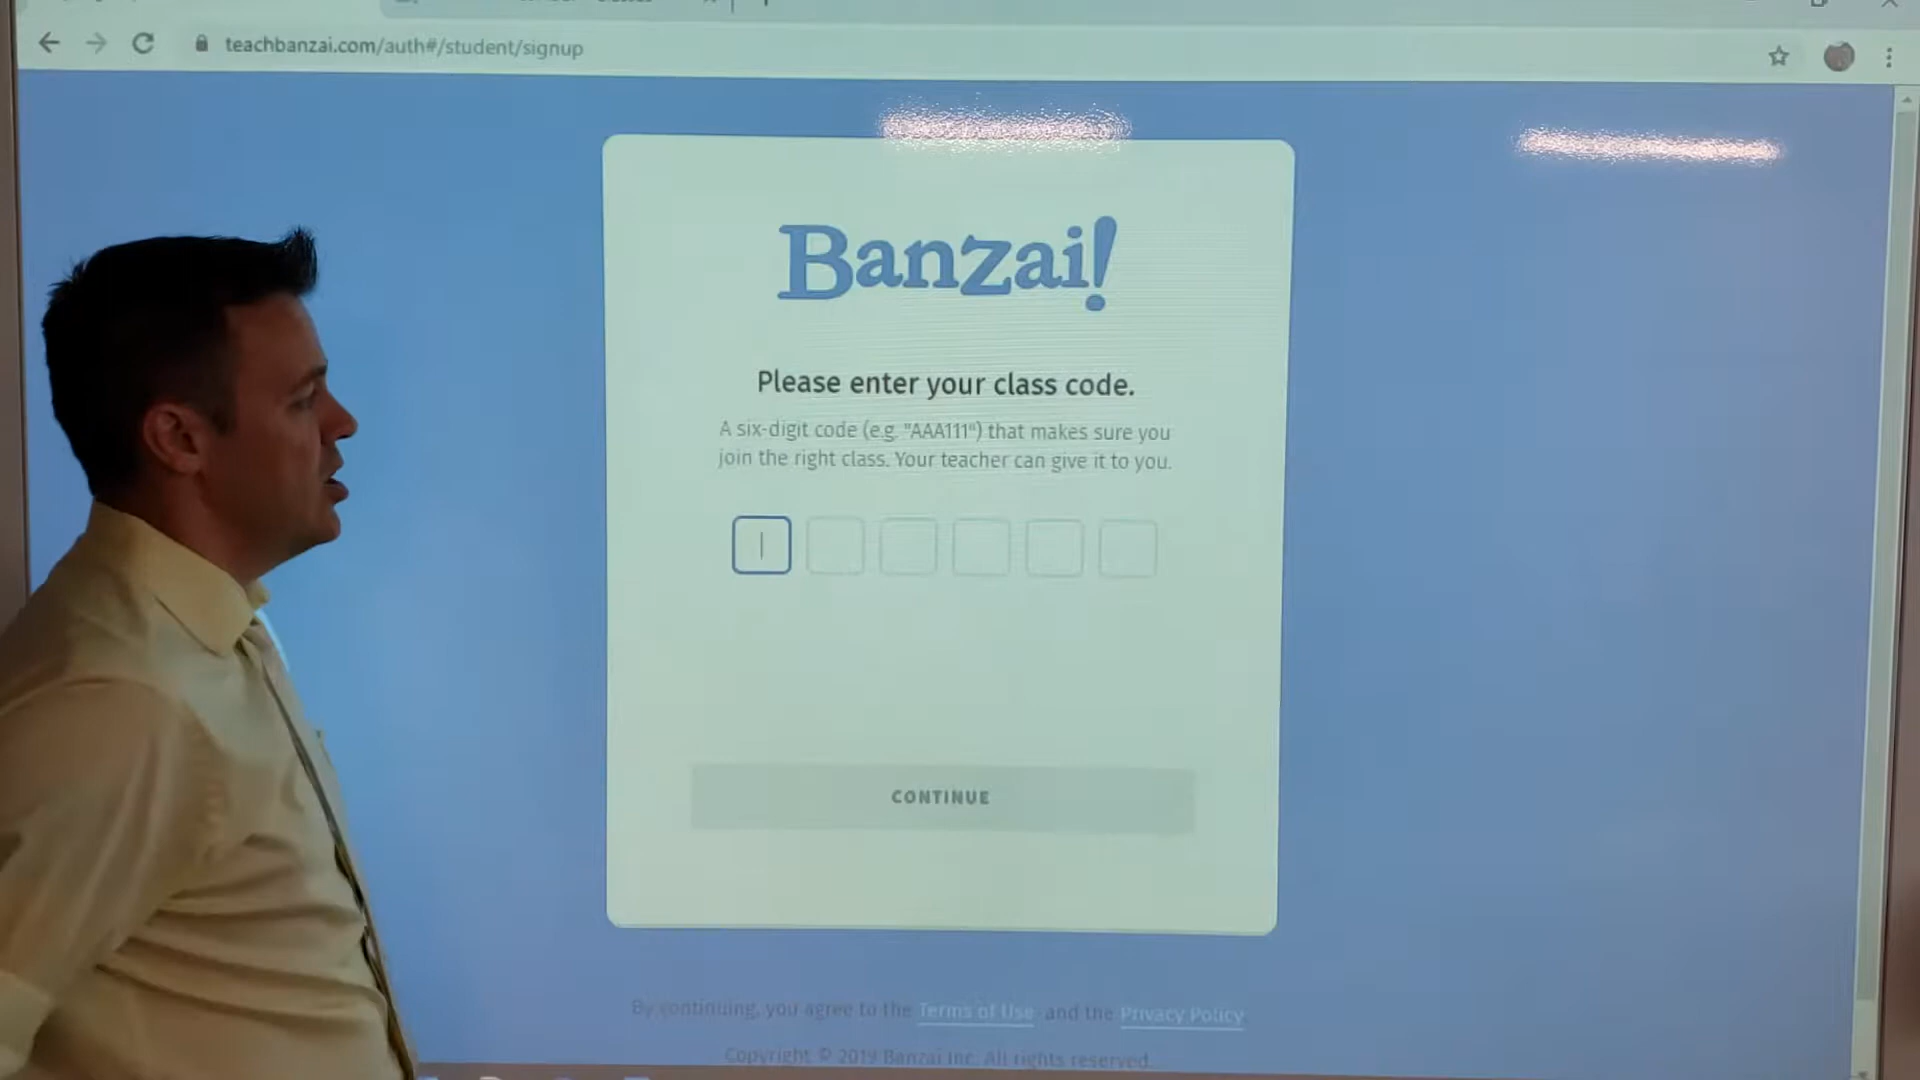 teachbanzai.com/auth#/student/signup
Banzai!
Please enter your class code.
A six-digit code (e.g. "AAA111") that makes sure you
join the right class. Your teacher can give it to you.
CONTINUE
By continuing, you agree to the Terms of Use and the Privacy Policy
Copyright © 2019 Banzai Inc. All rights reserved.